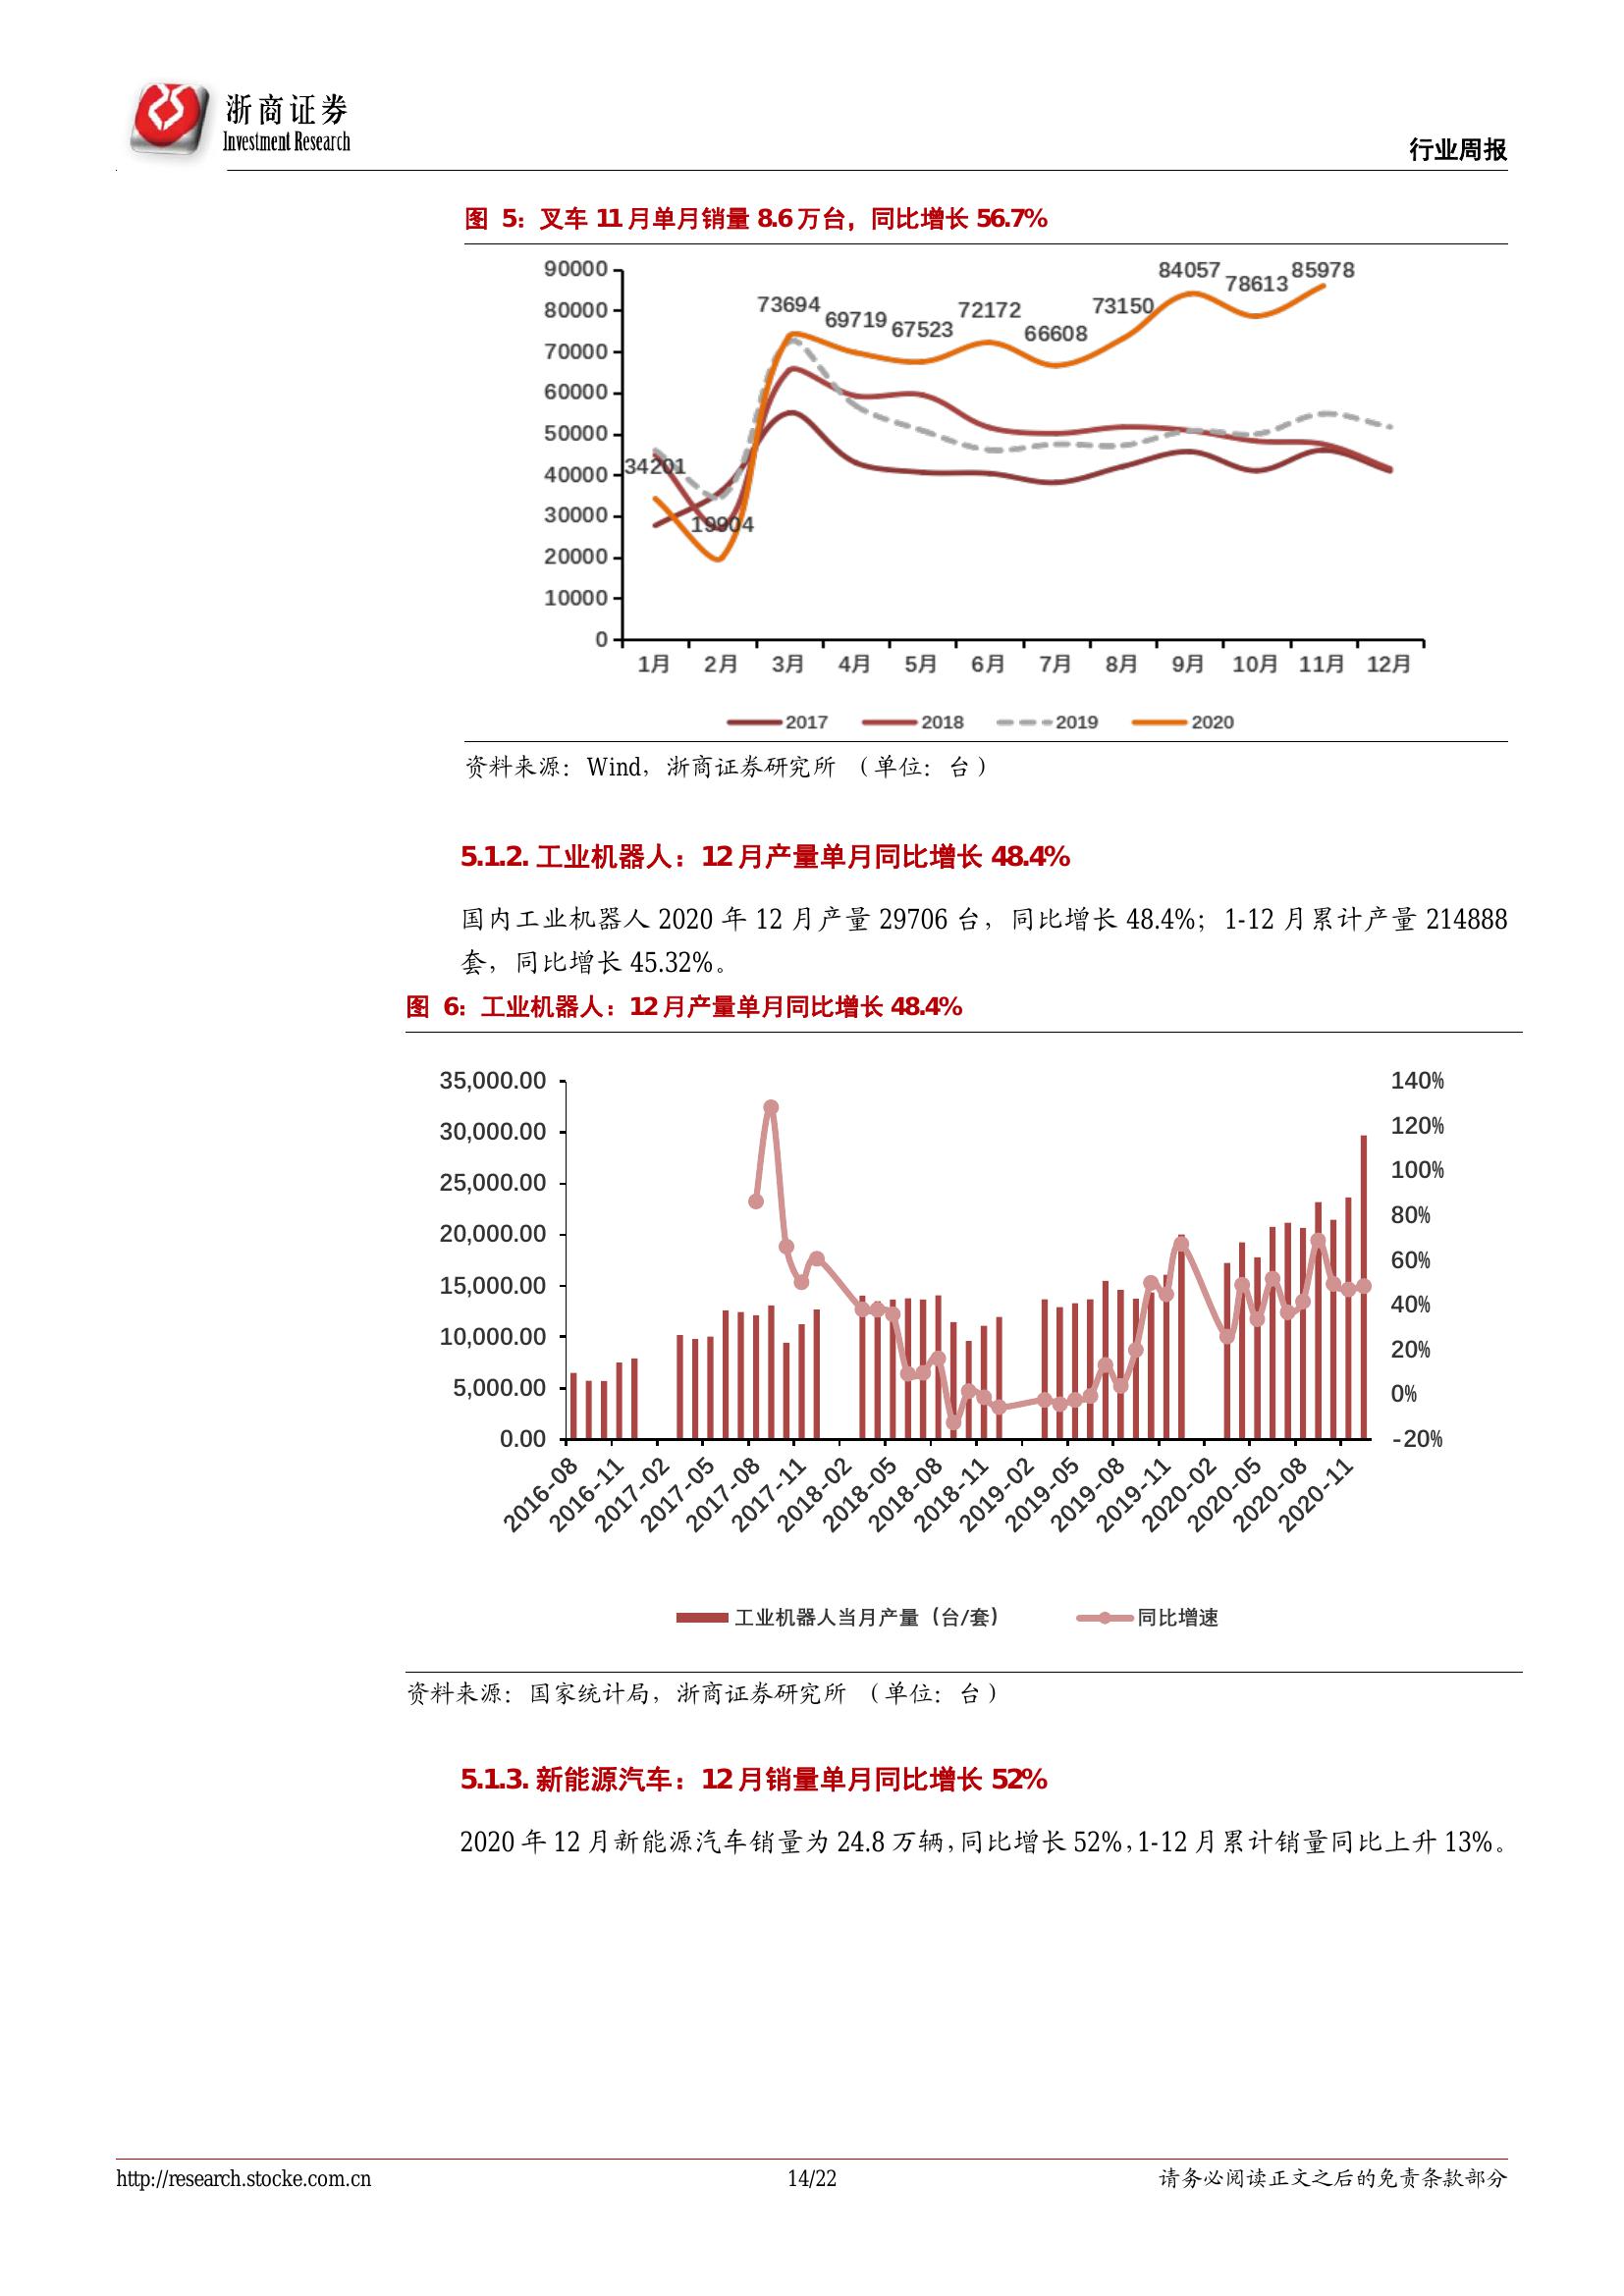 浙商证券
Investment Research
行业周报
图 5：叉车 11 月单月销量 8.6 万台，同比增长 56.7%
90000
80000
70000
60000
50000
40000
30000
20000
10000
0
34201
19904
73694
69719
67523
72172
66608
73150
84057
78613
85978
1月 2月 3月 4月 5月 6月 7月 8月 9月 10月 11月 12月
2017 2018 2019 2020
资料来源：Wind，浙商证券研究所 （单位：台）
5.1.2. 工业机器人：12 月产量单月同比增长 48.4%
国内工业机器人 2020 年 12 月产量 29706 台，同比增长 48.4%；1-12 月累计产量 214888
套，同比增长 45.32%。
图 6：工业机器人：12 月产量单月同比增长 48.4%
35,000.00
30,000.00
25,000.00
20,000.00
15,000.00
10,000.00
5,000.00
0.00
140%
120%
100%
80%
60%
40%
20%
0%
-20%
2016-08 2016-11 2017-02 2017-05 2017-08 2017-11 2018-02 2018-05 2018-08 2018-11 2019-02 2019-05 2019-08 2019-11 2020-02 2020-05 2020-08 2020-11
工业机器人当月产量（台/套） 同比增速
资料来源：国家统计局，浙商证券研究所 （单位：台）
5.1.3. 新能源汽车：12 月销量单月同比增长 52%
2020 年 12 月新能源汽车销量为 24.8 万辆，同比增长 52%，1-12 月累计销量同比上升 13%。
http://research.stocke.com.cn 14/22 请务必阅读正文之后的免责条款部分